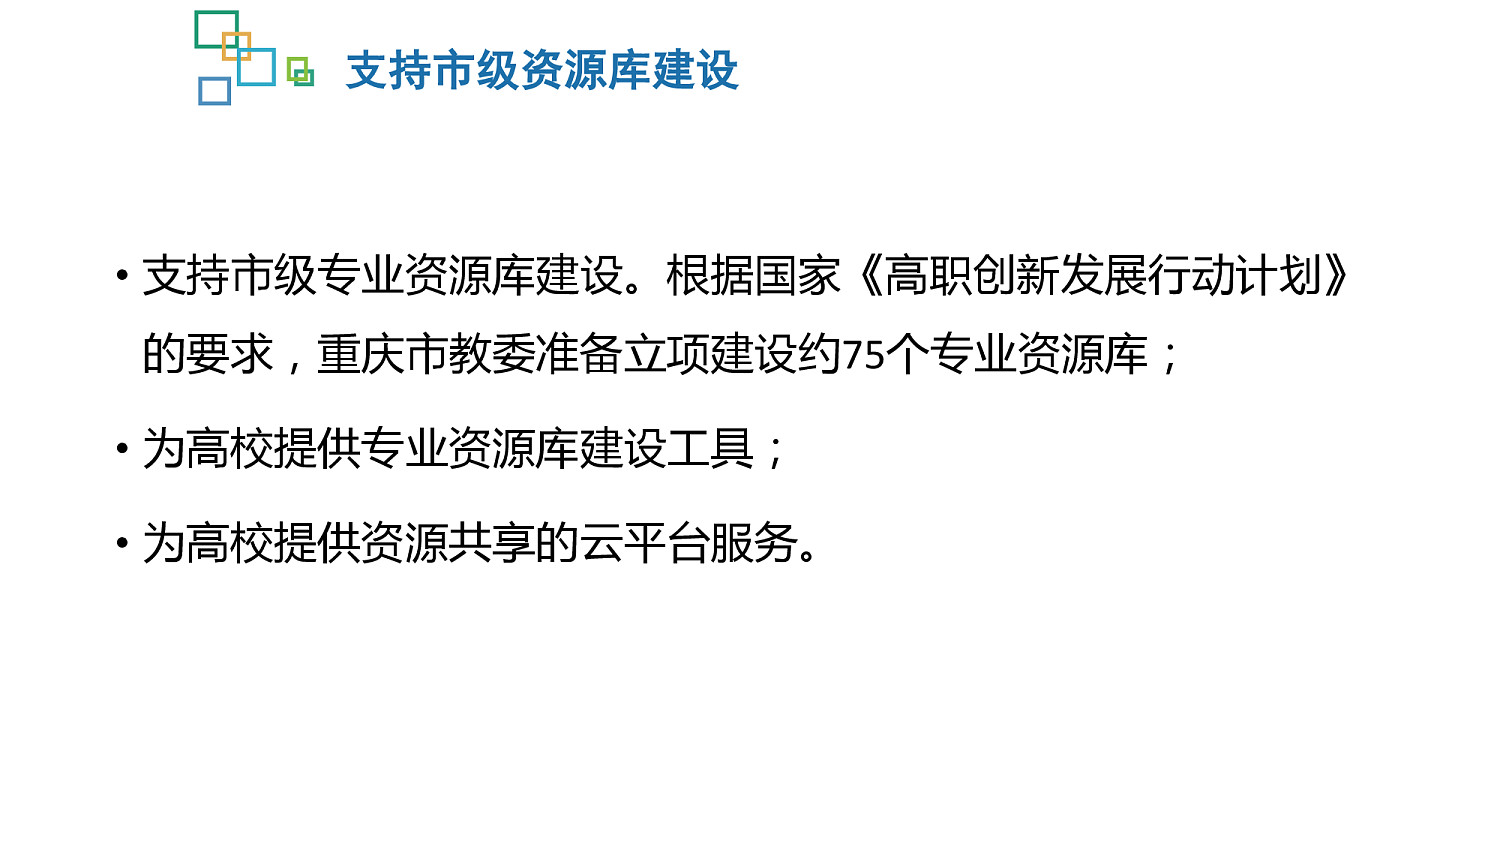 支持市级资源库建设
• 支持市级专业资源库建设。根据国家《高职创新发展行动计划》
的要求，重庆市教委准备立项建设约75个专业资源库；
• 为高校提供专业资源库建设工具；
• 为高校提供资源共享的云平台服务。